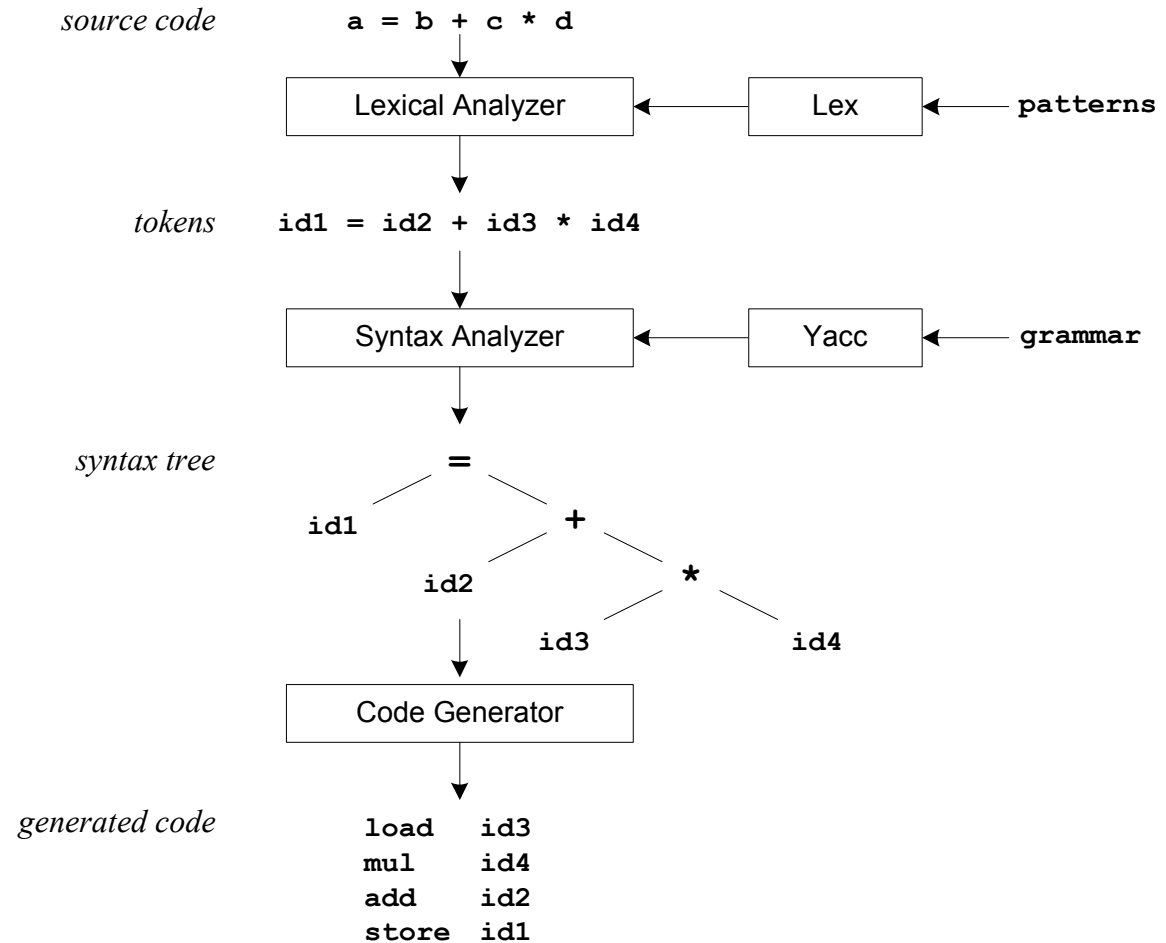 source code a = b + c * d
Lexical Analyzer Lex patterns
tokens id1 = id2 + id3 * id4
Syntax Analyzer Yacc grammar
syntax tree =
id1 +
id2 *
id3 id4
Code Generator
generated code load id3
mul id4
add id2
store id1